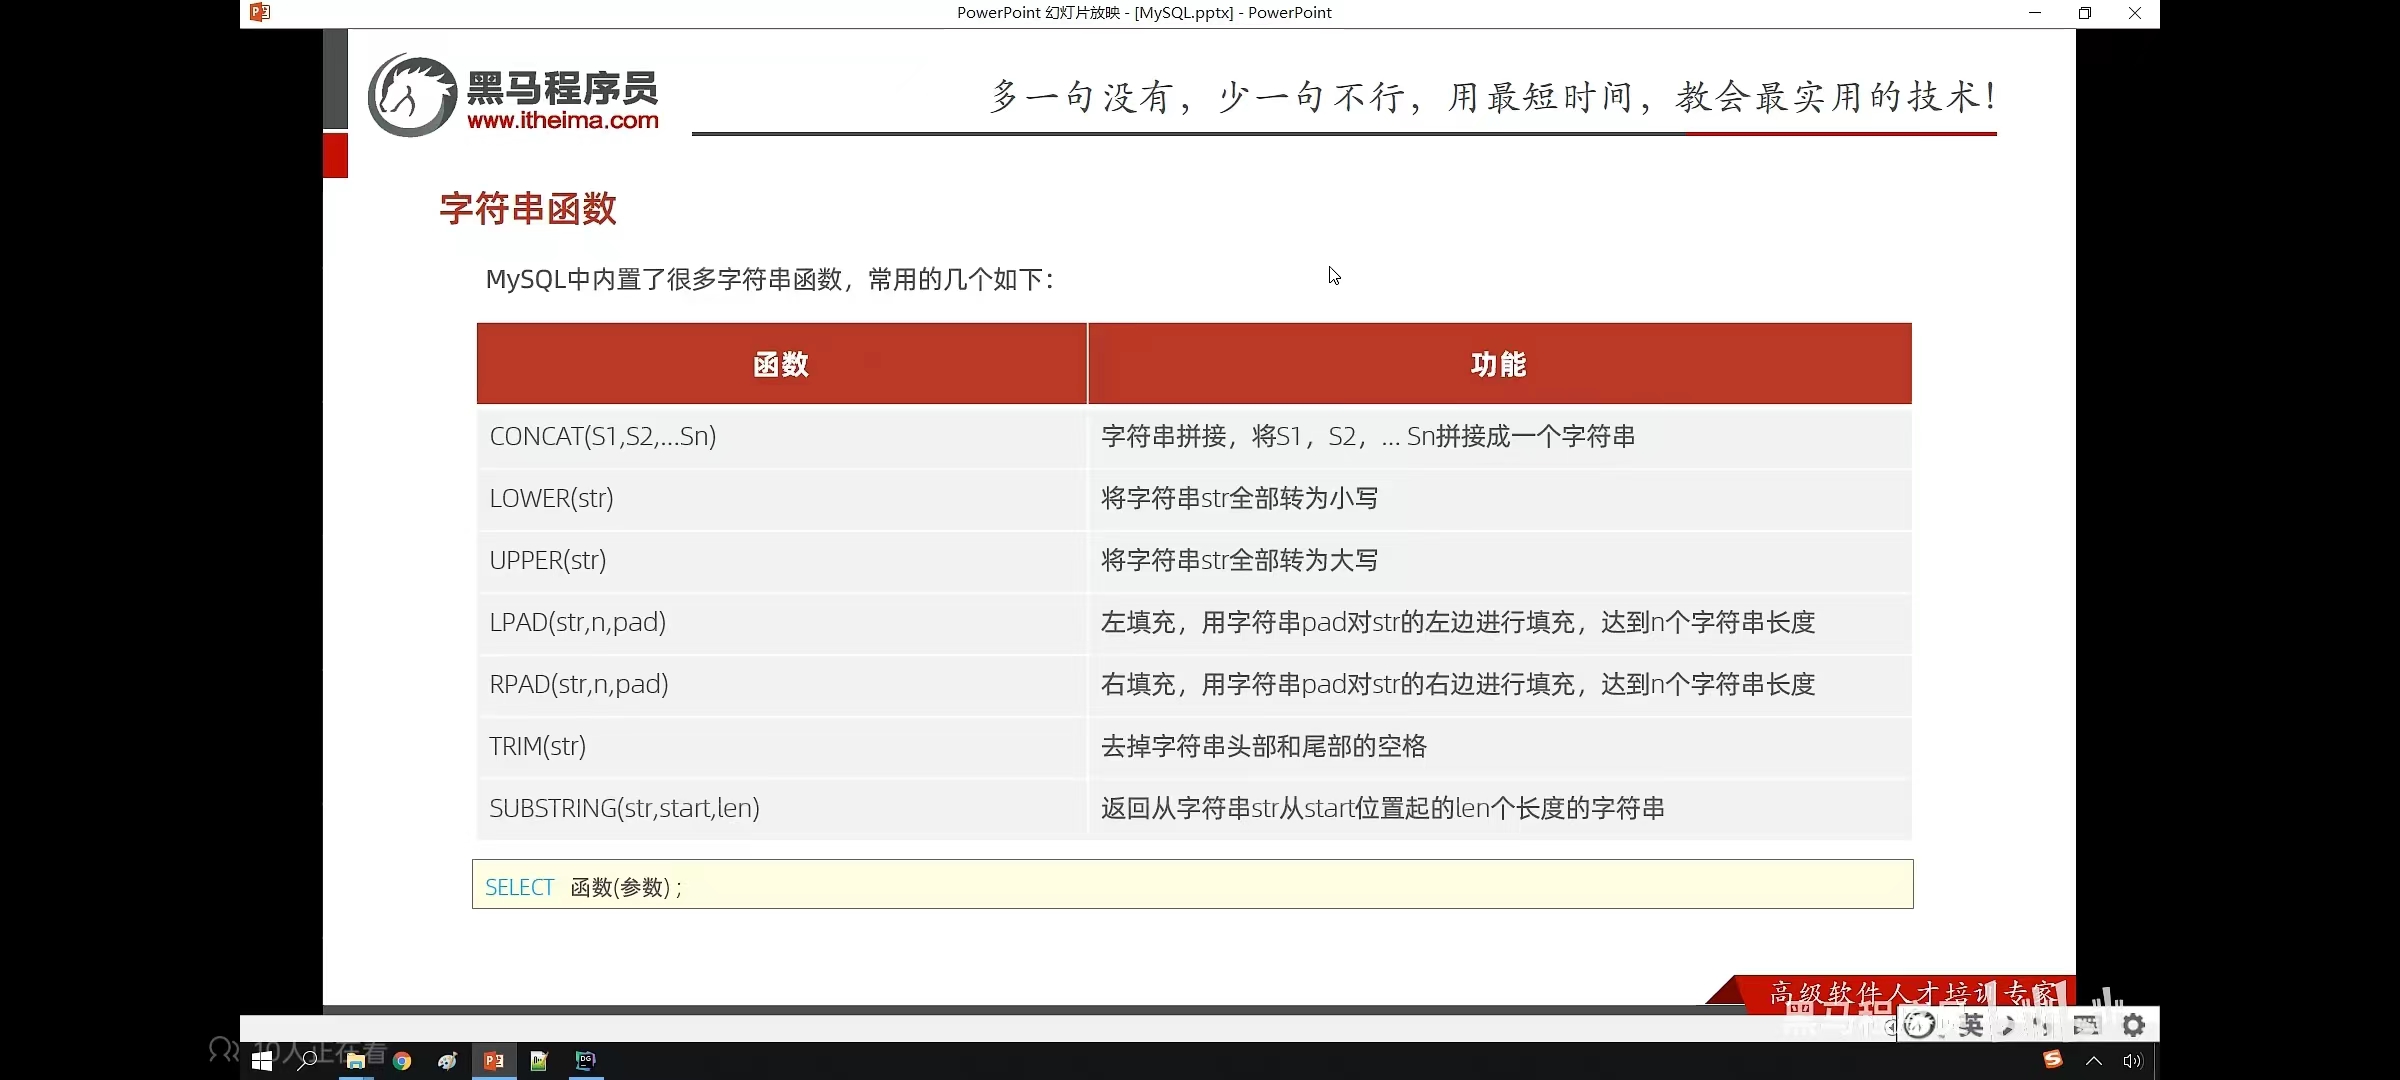 PowerPoint 幻灯片放映 - [MySQL.pptx] - PowerPoint
黑马程序员
www.itheima.com
多一句没有，少一句不行，用最短时间，教会最实用的技术！
字符串函数
MySQL中内置了很多字符串函数，常用的几个如下：
函数 功能
CONCAT(S1,S2,...Sn) 字符串拼接，将S1，S2，... Sn拼接成一个字符串
LOWER(str) 将字符串str全部转为小写
UPPER(str) 将字符串str全部转为大写
LPAD(str,n,pad) 左填充，用字符串pad对str的左边进行填充，达到n个字符串长度
RPAD(str,n,pad) 右填充，用字符串pad对str的右边进行填充，达到n个字符串长度
TRIM(str) 去掉字符串头部和尾部的空格
SUBSTRING(str,start,len) 返回从字符串str从start位置起的len个长度的字符串
SELECT 函数(参数) ;
高级软件人才培训专家
黑马程序员
英
10人正在看